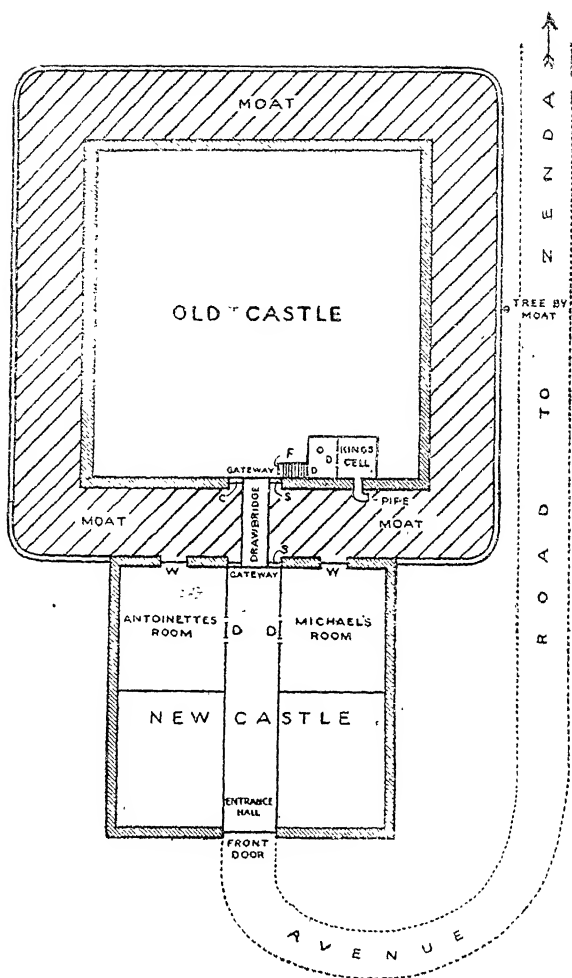 MOAT
OLD CASTLE
TREE BY
MOAT
ROAD TO ZENDA
F
O
D
D
KINGS
CELL
GATEWAY
C
S
PIPE
DRAWBRIDGE
MOAT
MOAT
S
W
GATEWAY
W
ANTOINETTES
ROOM
D
D
MICHAEL'S
ROOM
NEW CASTLE
ENTRANCE
HALL
FRONT
DOOR
AVENUE